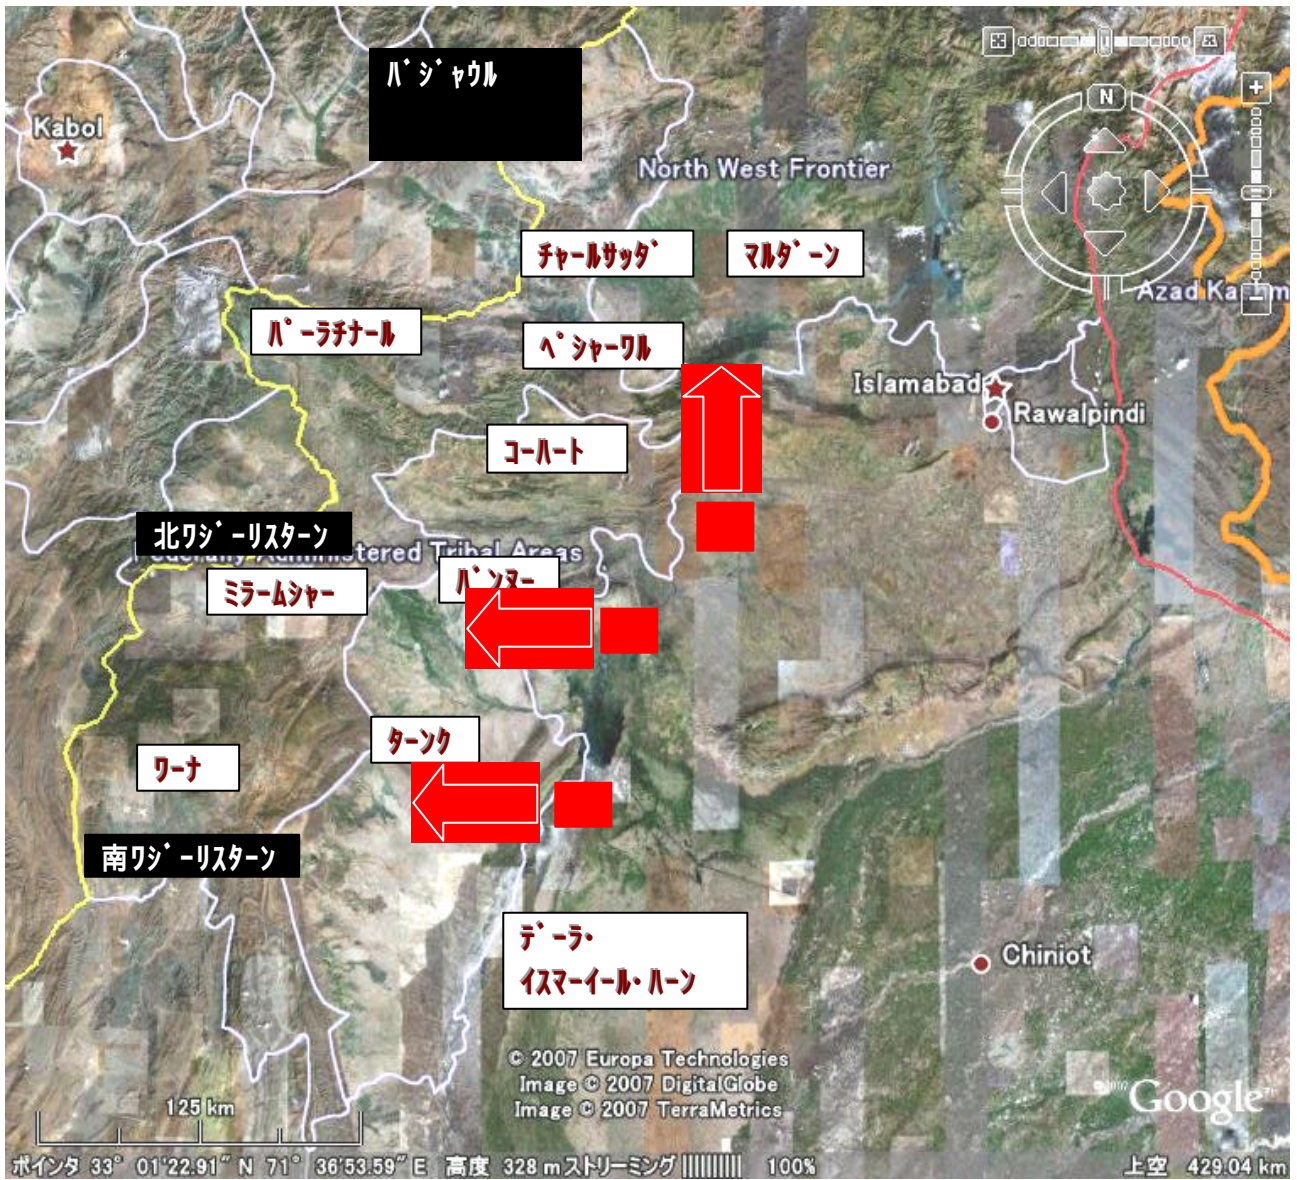 ﾊﾞｼﾞｬｳﾙ
Kabol
N
North West Frontier
ﾁｬｰﾙｻｯﾀﾞ
ﾏﾙﾀﾞｰﾝ
Azad Ka
ﾊﾟｰﾗﾁﾅｰﾙ
ﾍﾟｼｬｰﾜﾙ
Islamabad
Rawalpindi
ｺｰﾊｰﾄ
北ﾜｼﾞｰﾘｽﾀｰﾝ
Federally Administered Tribal Areas
ﾊﾞﾝﾇｰ
ﾐﾗｰﾑｼｬｰ
ﾀｰﾝｸ
ﾜｰﾅ
南ﾜｼﾞｰﾘｽﾀｰﾝ
ﾃﾞｰﾗ･
ｲｽﾏｰｲｰﾙ･ﾊｰﾝ
Chiniot
© 2007 Europa Technologies
Image © 2007 DigitalGlobe
Image © 2007 TerraMetrics
©2007 Google™
125 km
ポインタ 33° 01'22.91" N 71° 36'53.59" E 高度 328 m ストリーミング |||||||||| 100% 上空 429.04 km